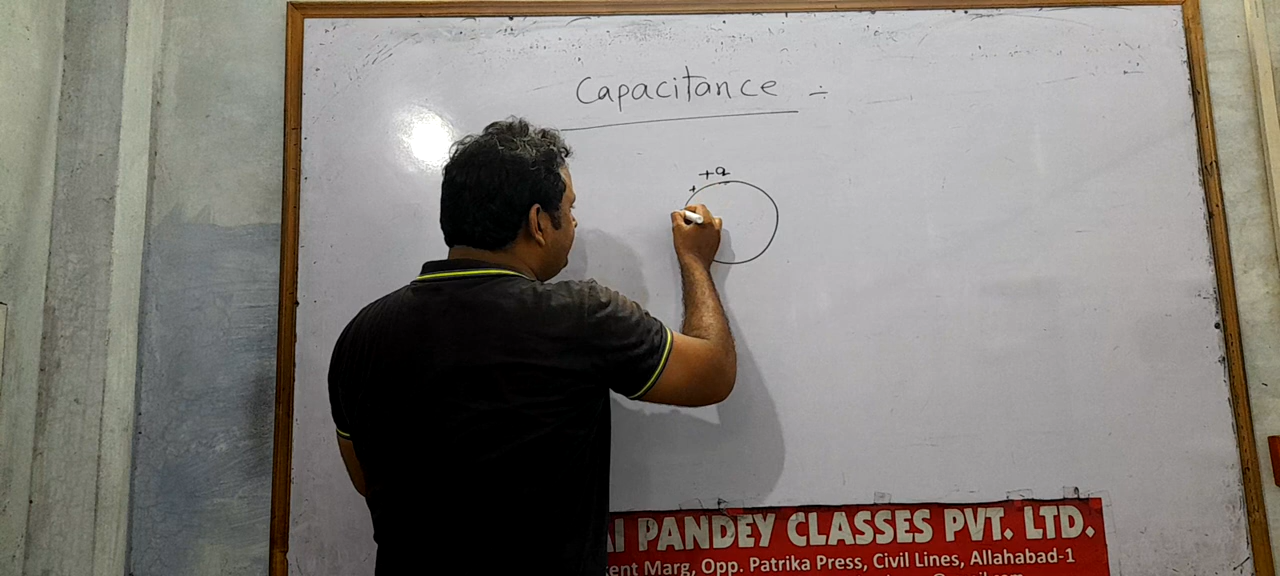 Capacitance ÷
+q
+
PANDEY CLASSES PVT. LTD.
Marg, Opp. Patrika Press, Civil Lines, Allahabad-1